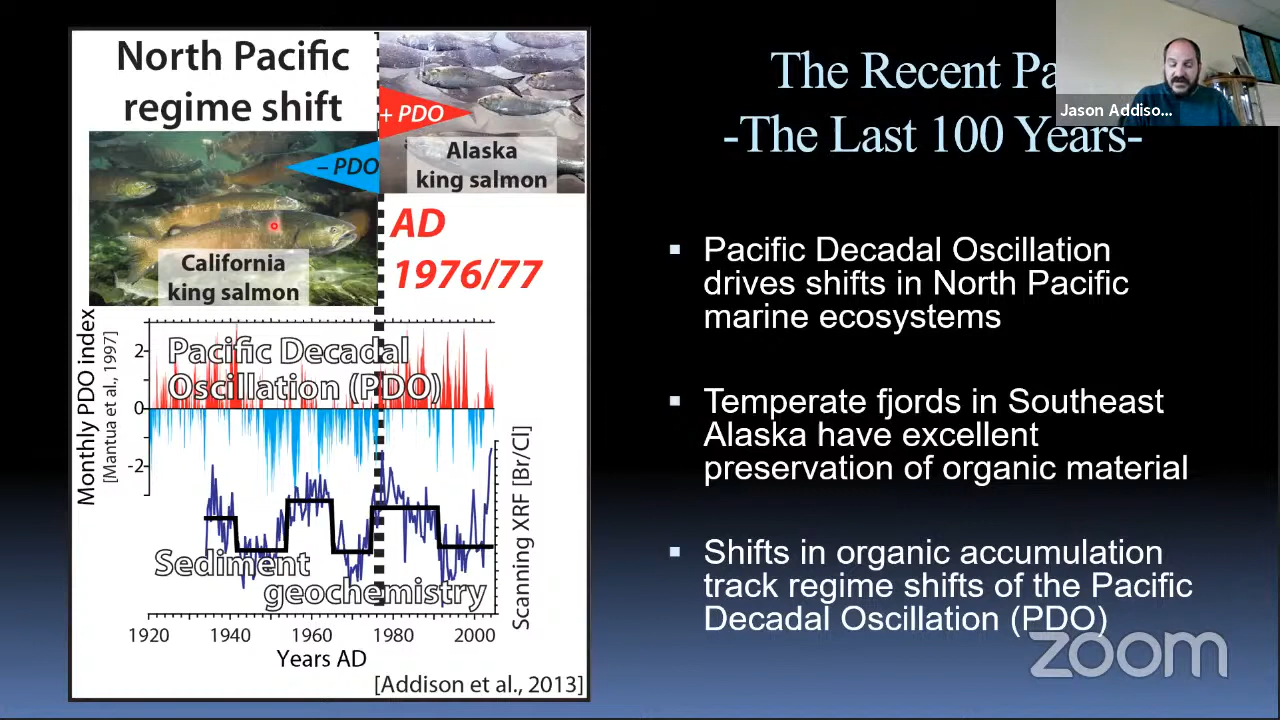 North Pacific
regime shift
+ PDO
– PDO
Alaska
king salmon
California
king salmon
AD
1976/77
Monthly PDO index
[Mantua et al., 1997]
2
0
-2
Pacific Decadal
Oscillation (PDO)
Sediment
geochemistry
Scanning XRF [Br/Cl]
1920 1940 1960 1980 2000
Years AD
[Addison et al., 2013]
The Recent
-The Last 100 Years-
Jason Addiso...
▪ Pacific Decadal Oscillation
drives shifts in North Pacific
marine ecosystems
▪ Temperate fjords in Southeast
Alaska have excellent
preservation of organic material
▪ Shifts in organic accumulation
track regime shifts of the Pacific
Decadal Oscillation (PDO)
zoom